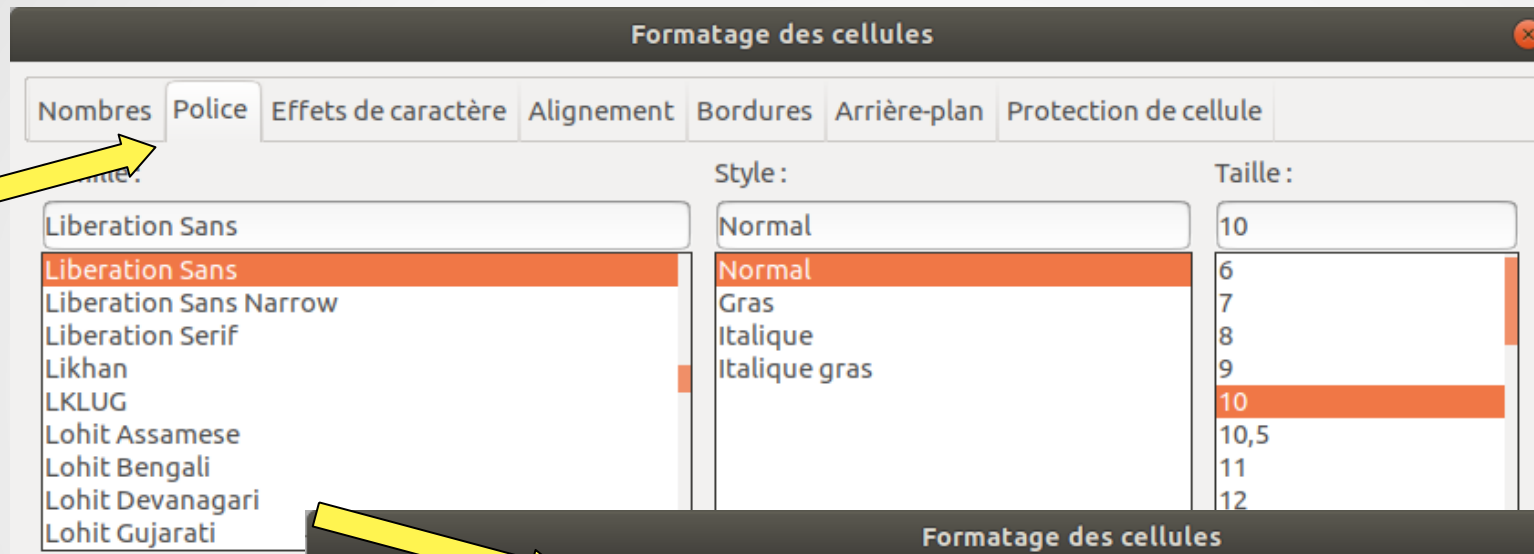 Formatage des cellules
Nombres Police Effets de caractère Alignement Bordures Arrière-plan Protection de cellule
Style :
Taille :
Liberation Sans
Normal
10
Liberation Sans
Liberation Sans Narrow
Liberation Serif
Likhan
LKLUG
Lohit Assamese
Lohit Bengali
Lohit Devanagari
Lohit Gujarati
Normal
Gras
Italique
Italique gras
6
7
8
9
10
10,5
11
12
Formatage des cellules